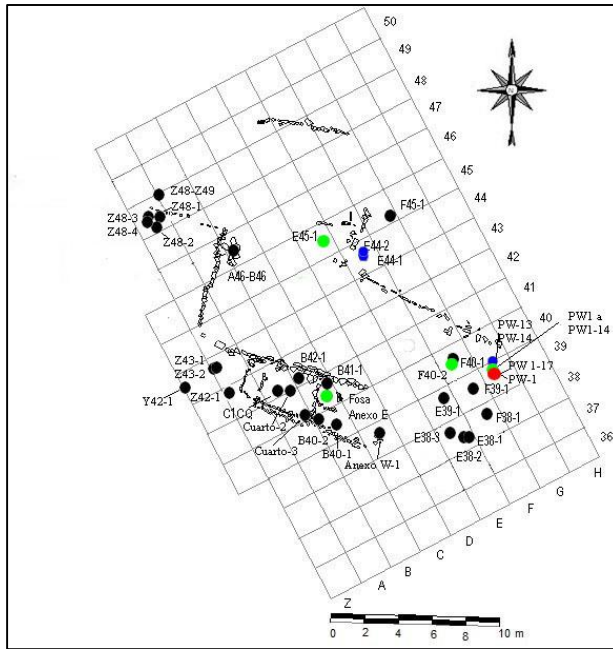 50
49
48
47
46
45
44
43
42
41
40
39
38
37
36
N
Z48-Z49
Z48-1
Z48-3
Z48-4
Z48-2
A46-B46
F45-1
E45-1
E44-2
E44-1
PW-13
PW-14
PW1 a
PW1-14
F40-1
F40-2
PW 1-17
PW-1
F39-1
E39-1
F38-1
E38-3
E38-2
E38-1
Z43-1
Z43-2
Y42-1
Z42-1
B42-1
B41-1
C1CQ
Cuarto-2
Cuarto-3
Fosa
Anexo E
B40-2
B40-1
Anexo W-1
H
G
F
E
D
C
B
A
Z
0 2 4 6 8 10 m